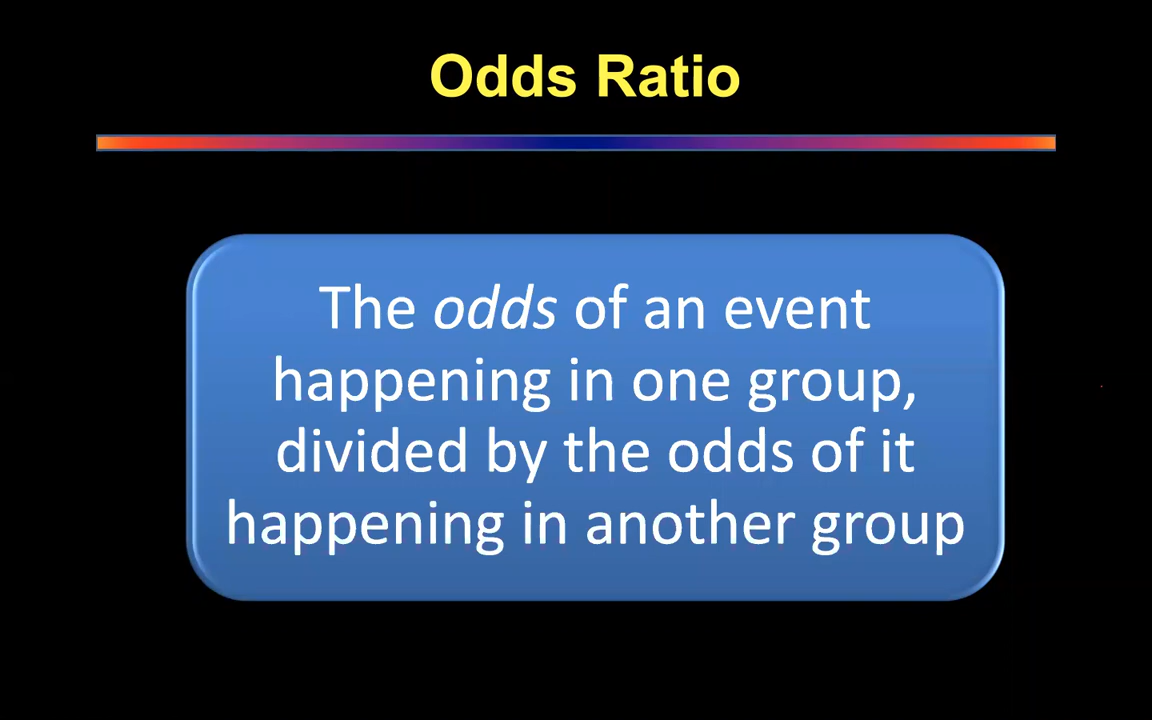 Odds Ratio
The odds of an event
happening in one group,
divided by the odds of it
happening in another group